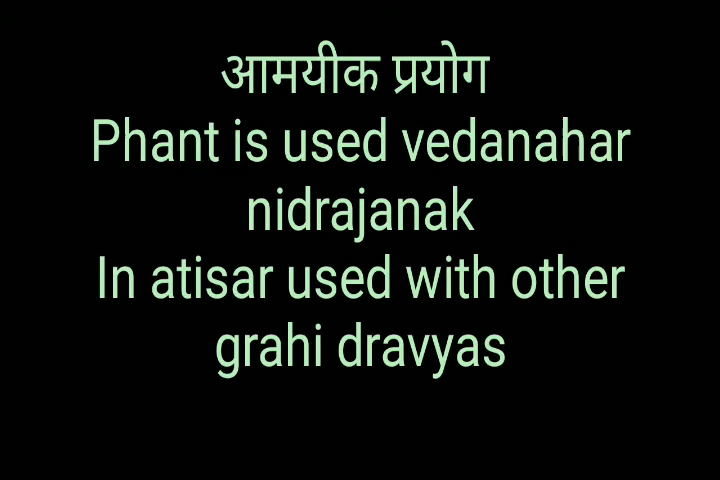 आमयीक प्रयोग
Phant is used vedanahar
nidrajanak
In atisar used with other
grahi dravyas